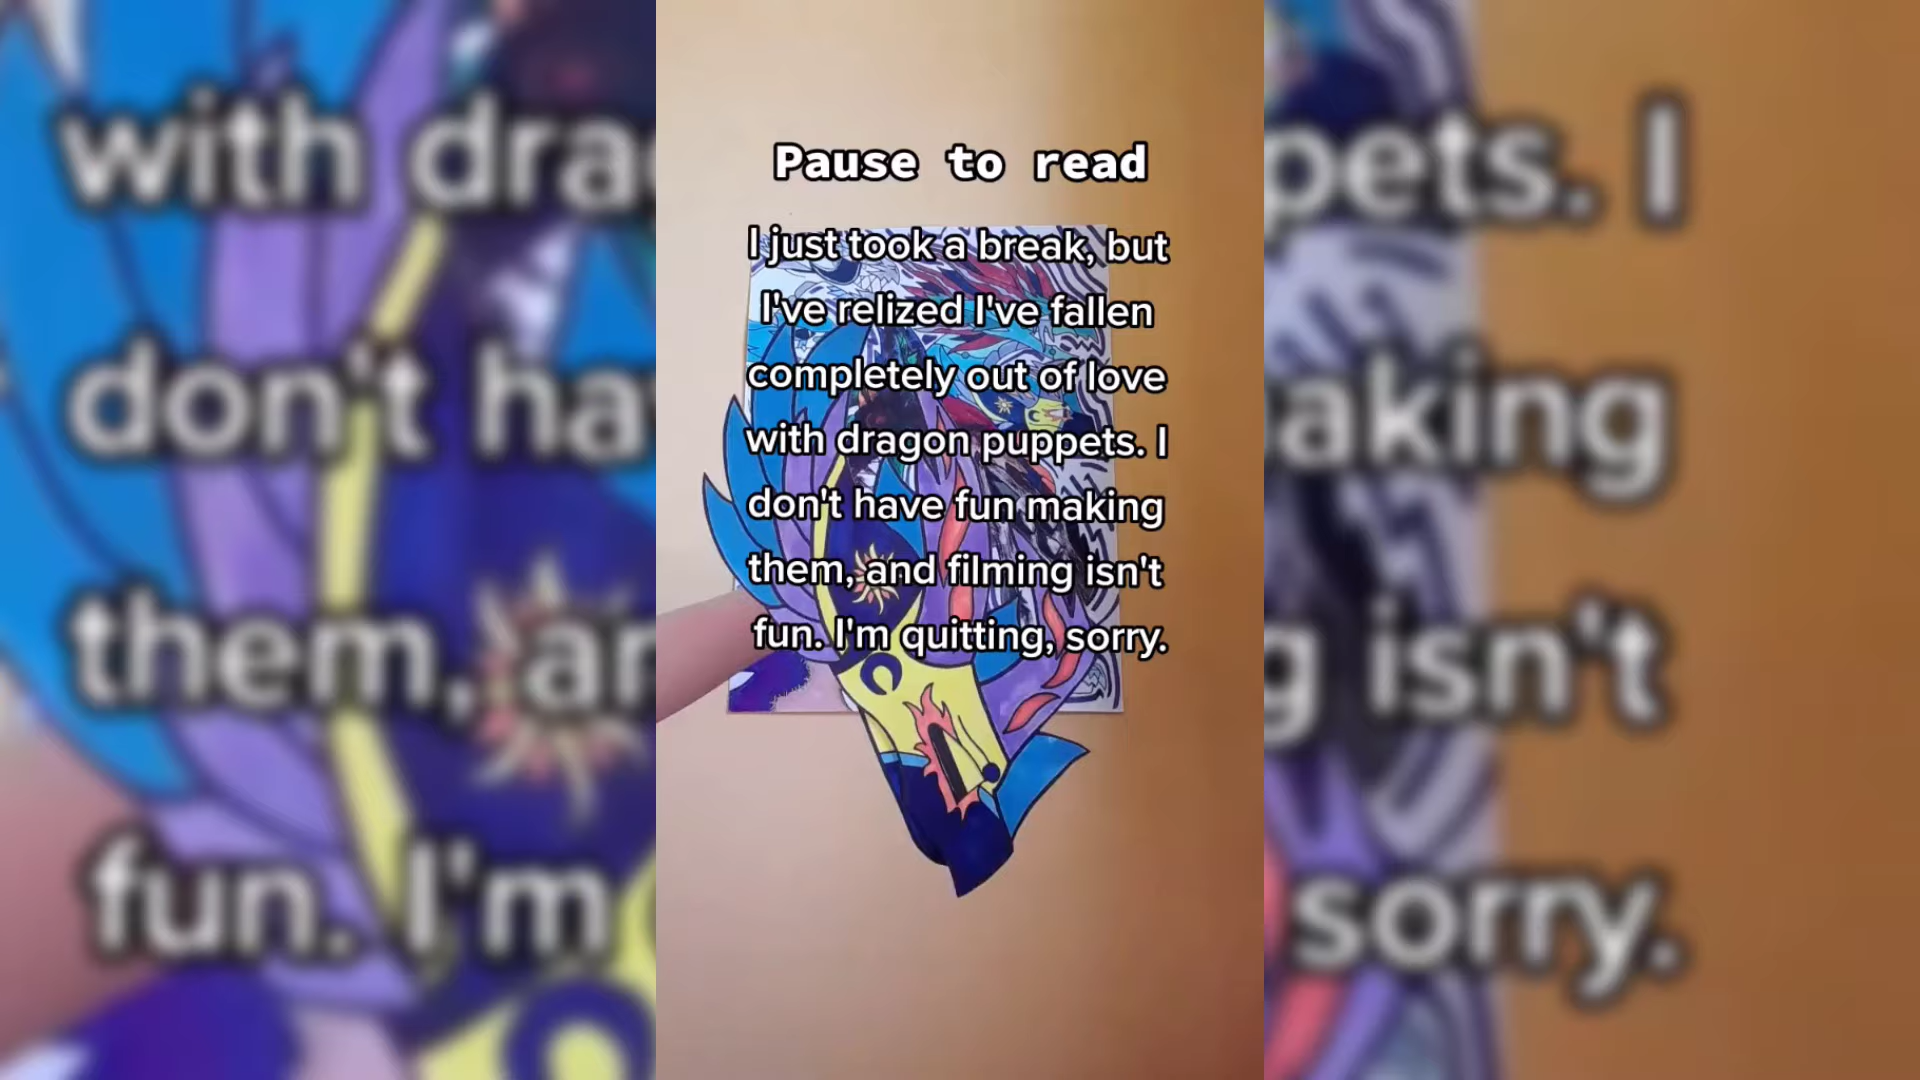 Pause to read
I just took a break, but
I've relized I've fallen
completely out of love
with dragon puppets. I
don't have fun making
them, and filming isn't
fun. I'm quitting, sorry.